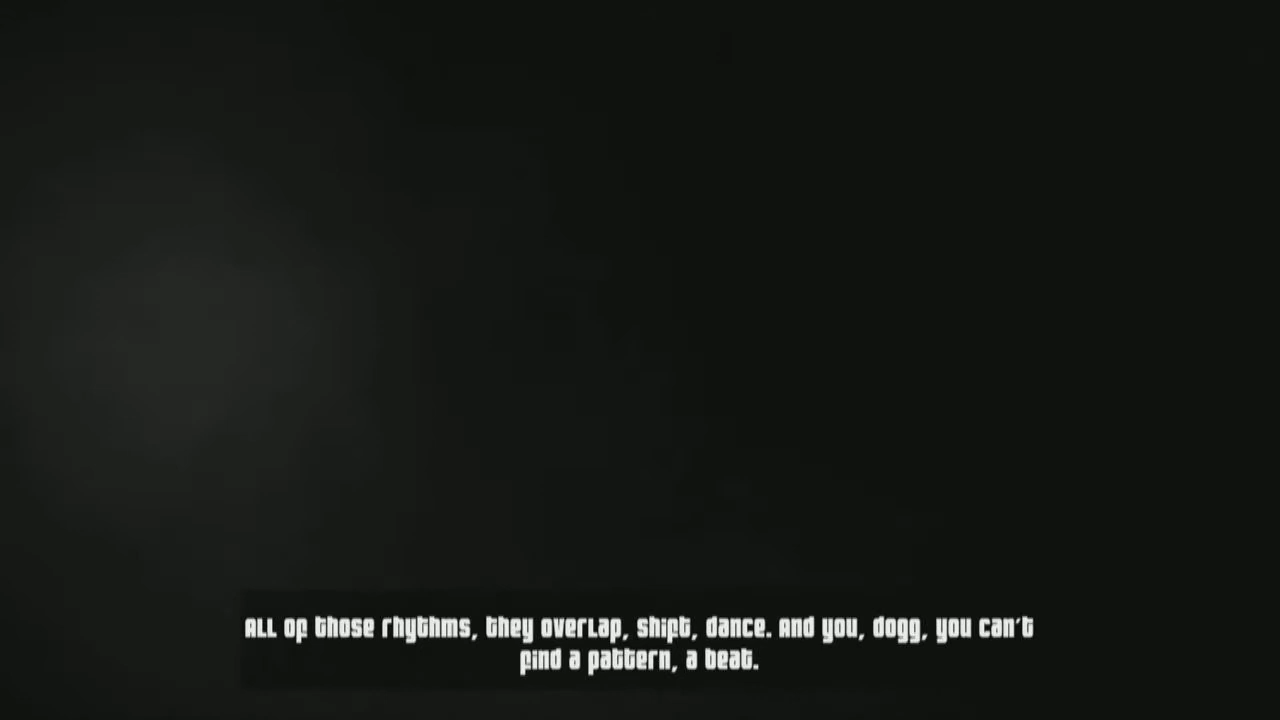 All of those rhythms, they overlap, shift, dance. And you, dogg, you can't
find a pattern, a beat.